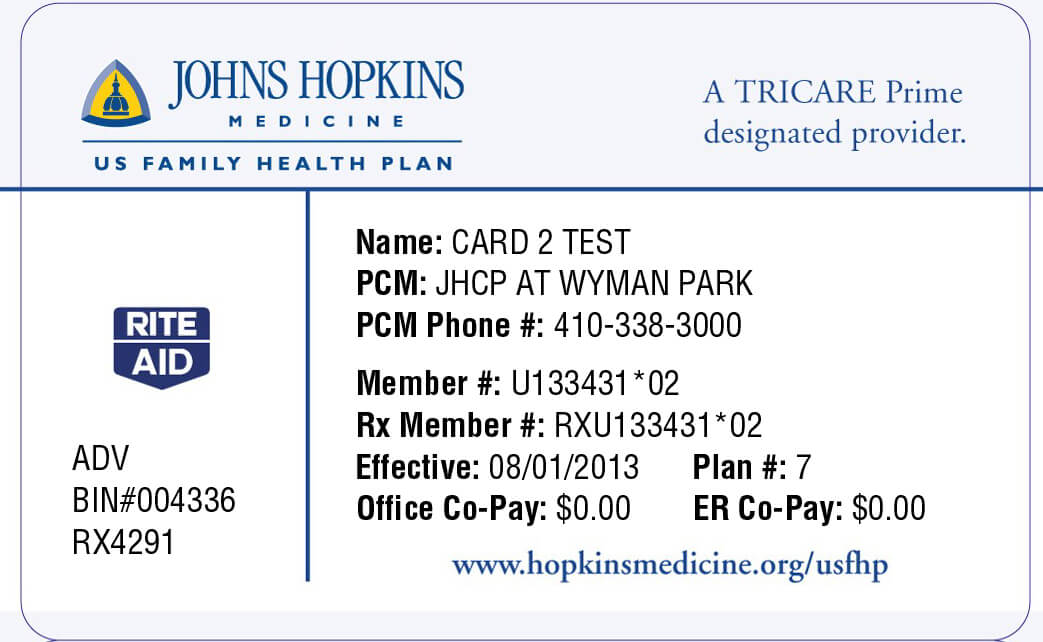 JOHNS HOPKINS
MEDICINE
US FAMILY HEALTH PLAN
A TRICARE Prime
designated provider.
RITE
AID
ADV
BIN#004336
RX4291
Name: CARD 2 TEST
PCM: JHCP AT WYMAN PARK
PCM Phone #: 410-338-3000
Member #: U133431*02
Rx Member #: RXU133431*02
Effective: 08/01/2013 Plan #: 7
Office Co-Pay: $0.00 ER Co-Pay: $0.00
www.hopkinsmedicine.org/usfhp